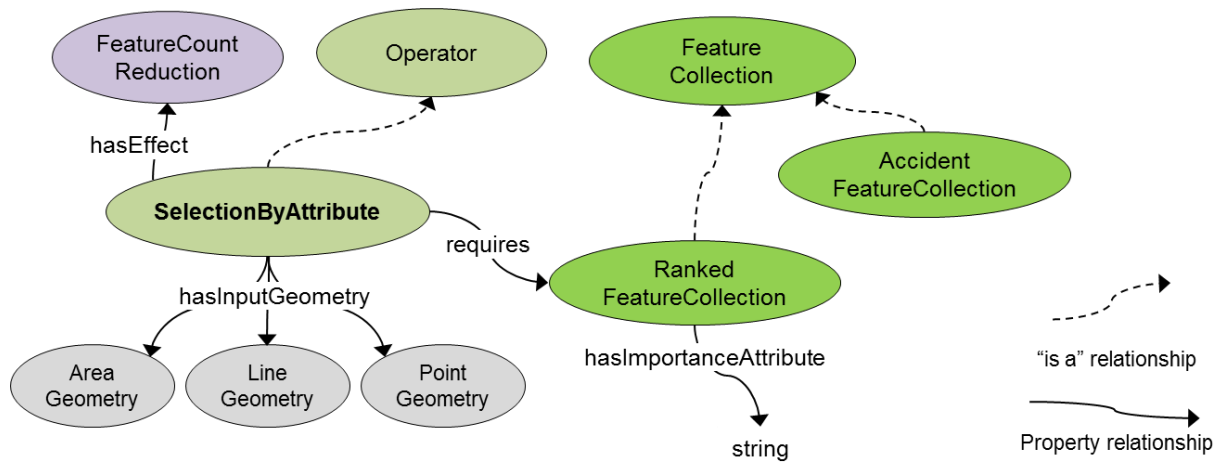 FeatureCount
Reduction
Operator
Feature
Collection
hasEffect
Accident
FeatureCollection
SelectionByAttribute
requires
Ranked
FeatureCollection
hasInputGeometry
hasImportanceAttribute
Area
Geometry
Line
Geometry
Point
Geometry
string
“is a” relationship
Property relationship